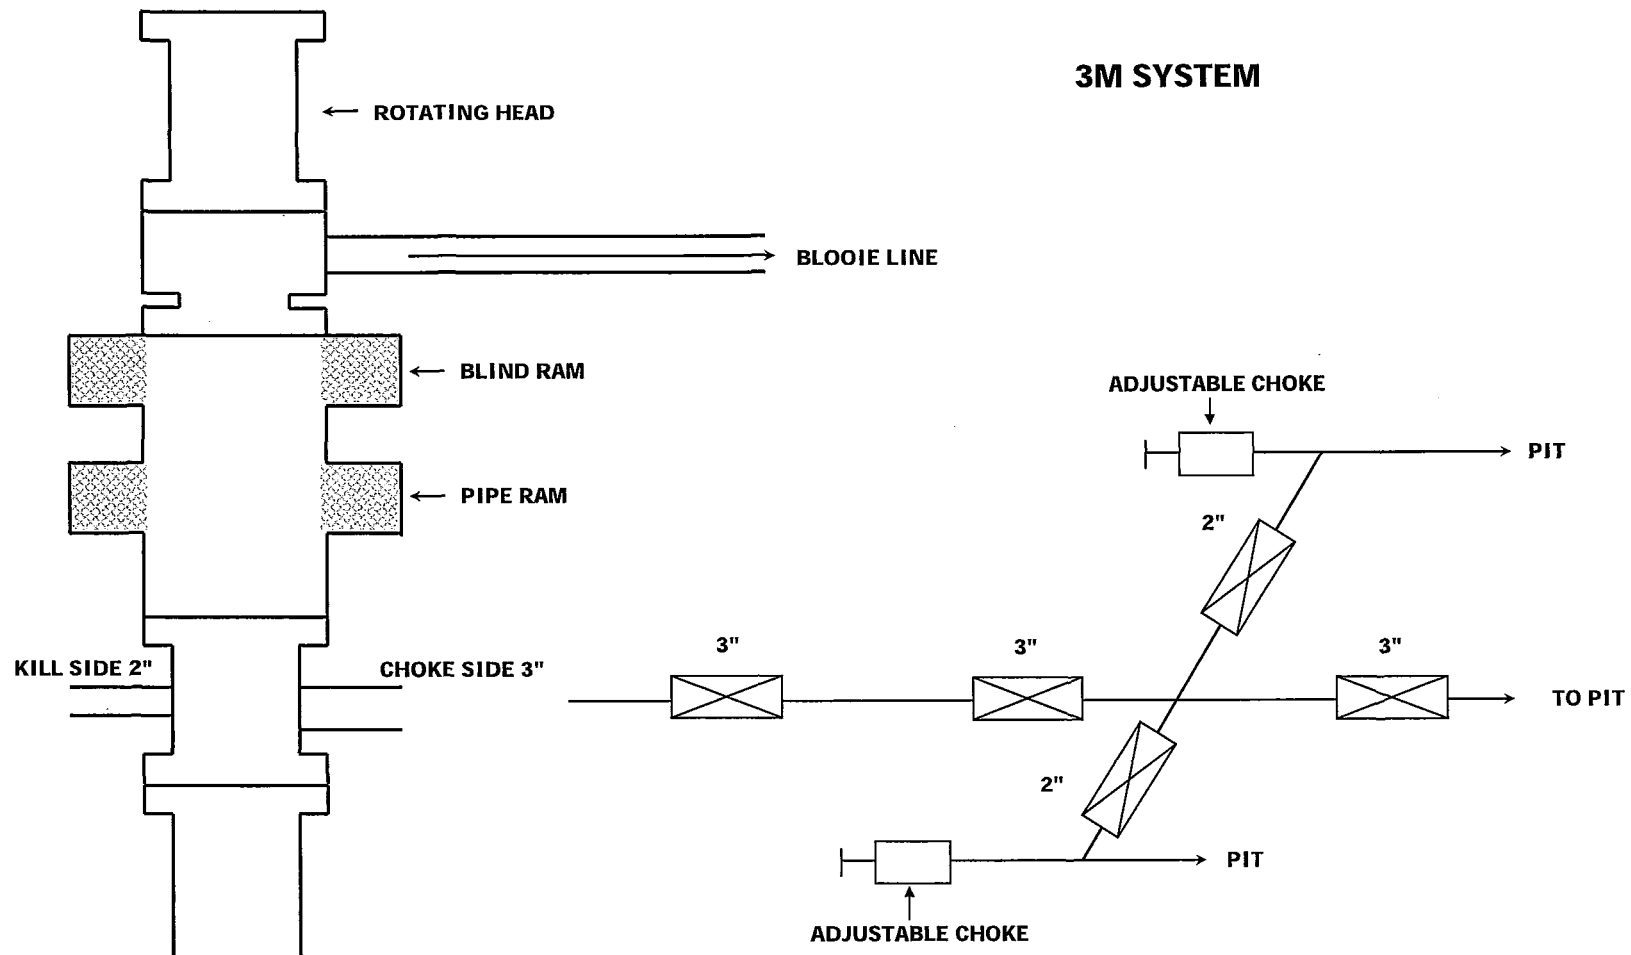 3M SYSTEM
ROTATING HEAD
BLOOIE LINE
BLIND RAM
PIPE RAM
KILL SIDE 2"
CHOKE SIDE 3"
ADJUSTABLE CHOKE
PIT
2"
3"
3"
3"
TO PIT
2"
PIT
ADJUSTABLE CHOKE